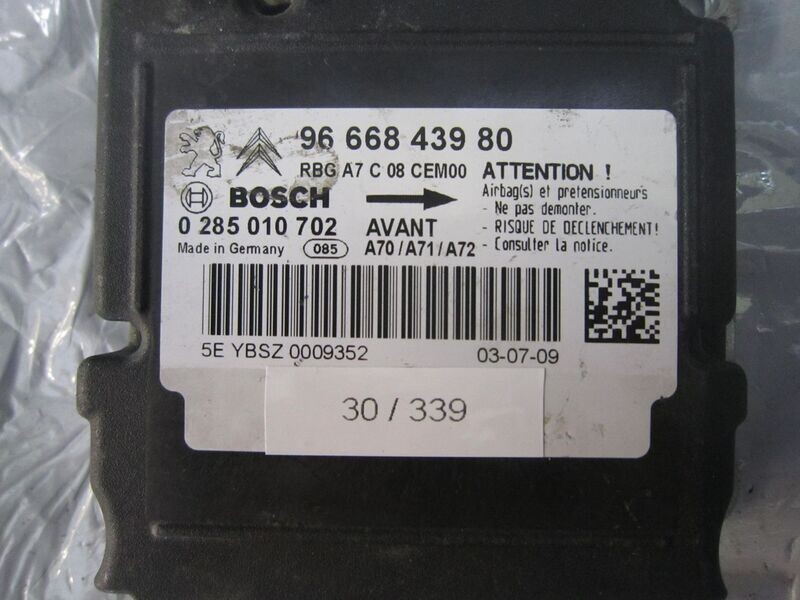 96 668 439 80
RBG A7 C 08 CEM00
BOSCH
0 285 010 702
Made in Germany
085
AVANT
A70/A71/A72
ATTENTION !
Airbag(s) et pretensionneurs
- Ne pas demonter.
- RISQUE DE DECLENCHEMENT!
- Consulter la notice.
5E YBSZ 0009352
03-07-09
30 / 339